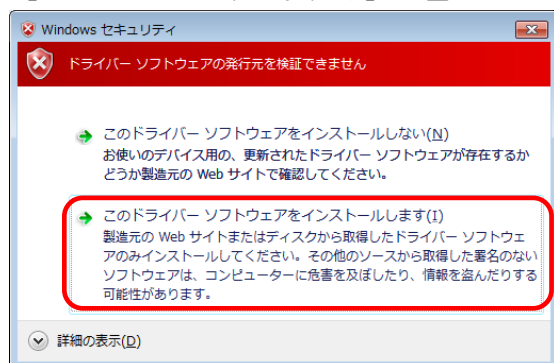 Windows セキュリティ
ドライバー ソフトウェアの発行元を検証できません
このドライバー ソフトウェアをインストールしない(N)
お使いのデバイス用の、更新されたドライバー ソフトウェアが存在するか
どうか製造元の Web サイトで確認してください。
このドライバー ソフトウェアをインストールします(I)
製造元の Web サイトまたはディスクから取得したドライバー ソフトウェ
アのみインストールしてください。その他のソースから取得した署名のない
ソフトウェアは、コンピューターに危害を及ぼしたり、情報を盗んだりする
可能性があります。
詳細の表示(D)